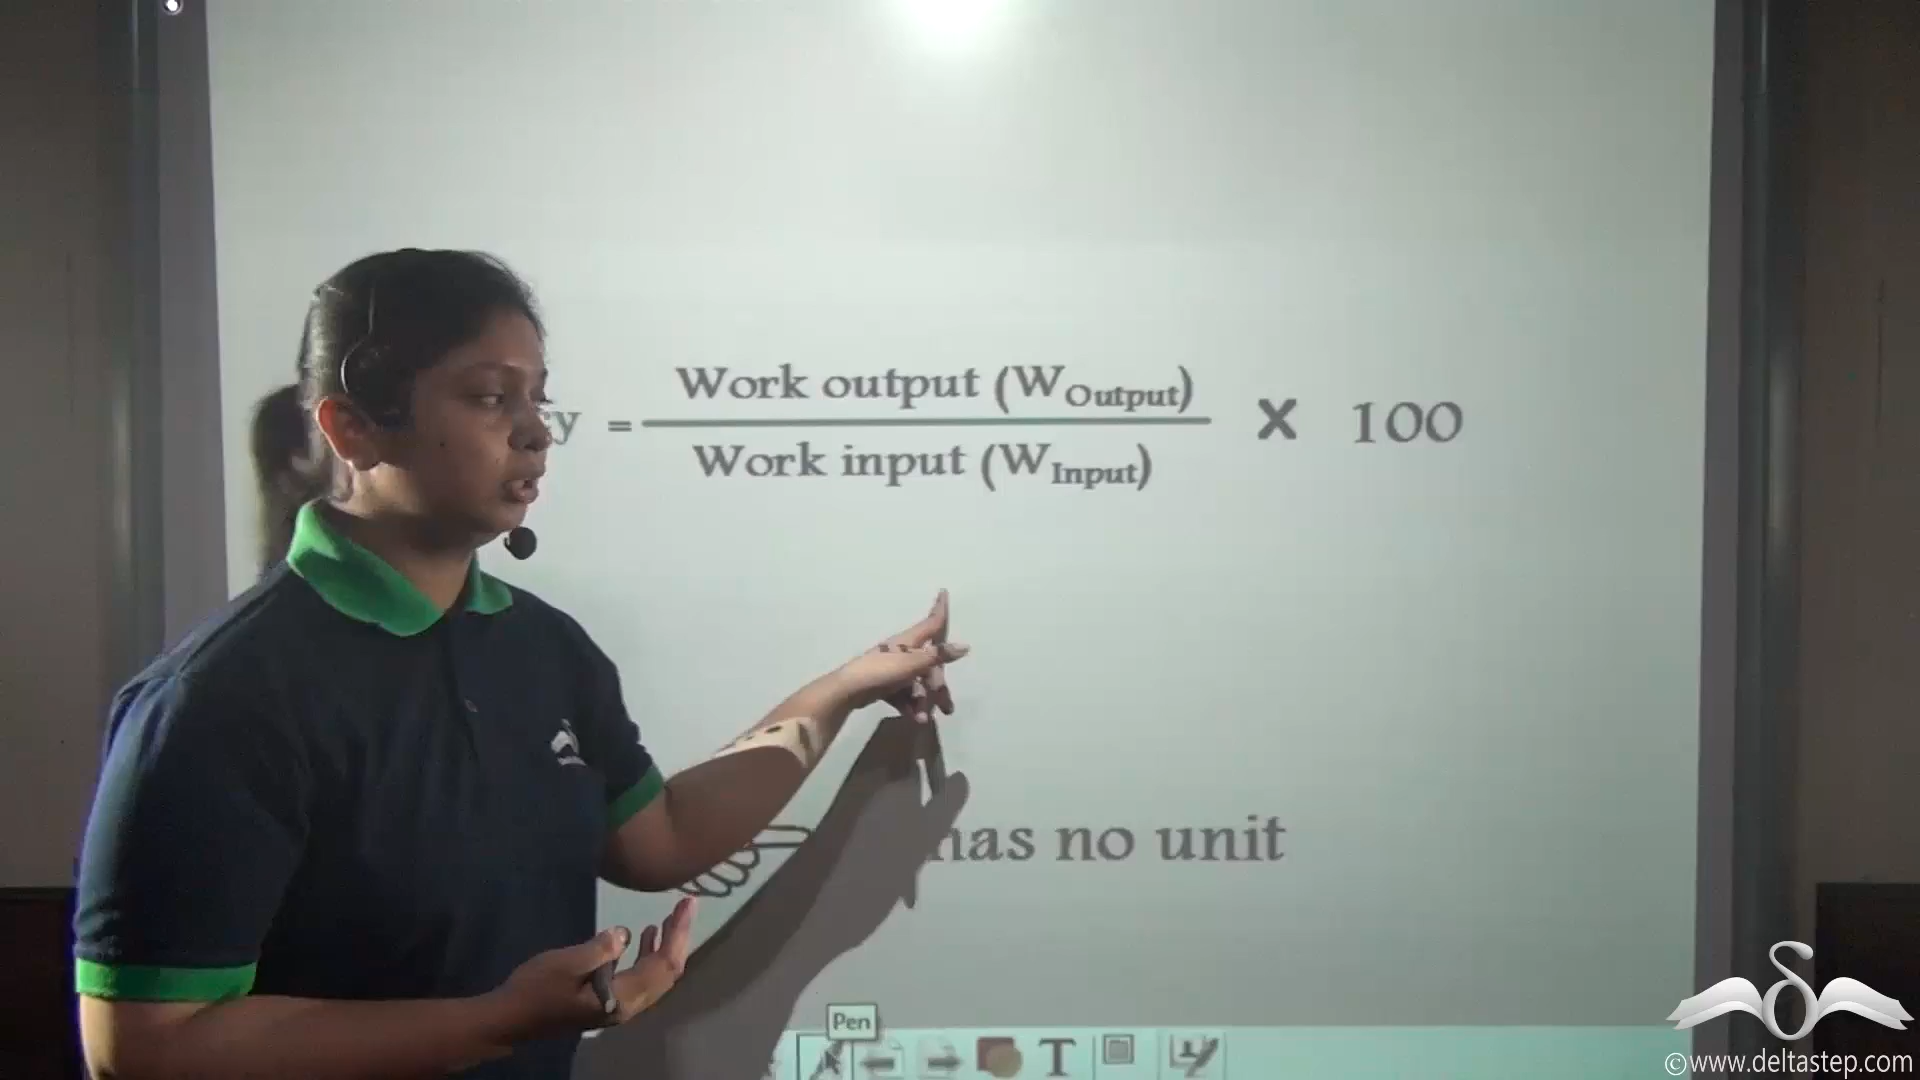 Work output (WOutput)
y = X 100
Work input (WInput)
has no unit
Pen
T
©www.deltastep.com